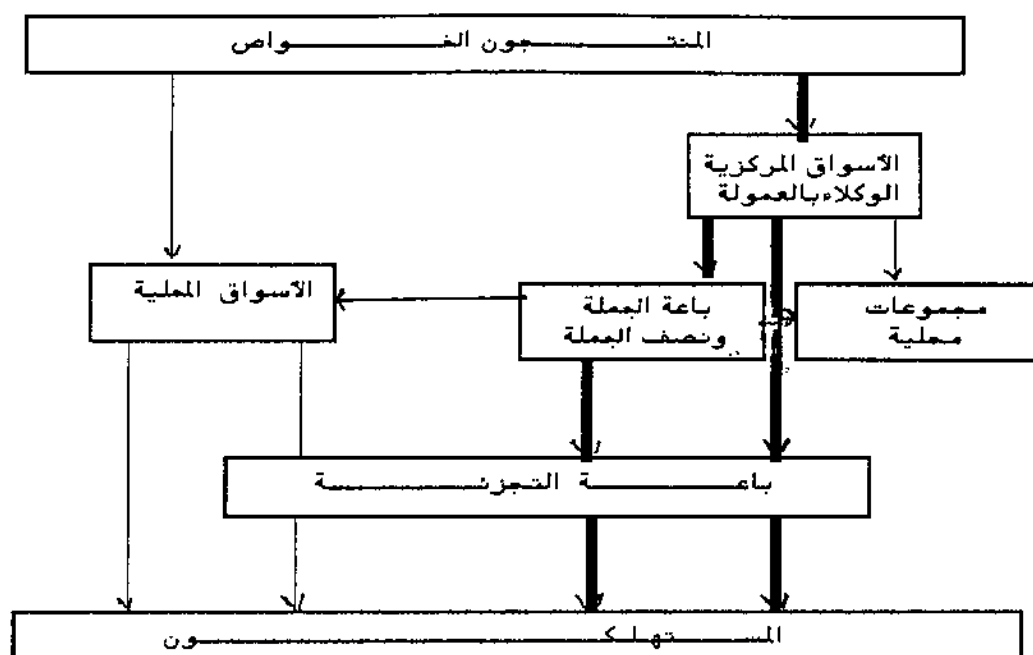 المنتجون الخواص
الأسواق المركزية
الوكلاء بالعمولة
الأسواق المحلية
باعة الجملة
ونصف الجملة
مجموعات
محلية
باعة التجزئة
المستهلكون